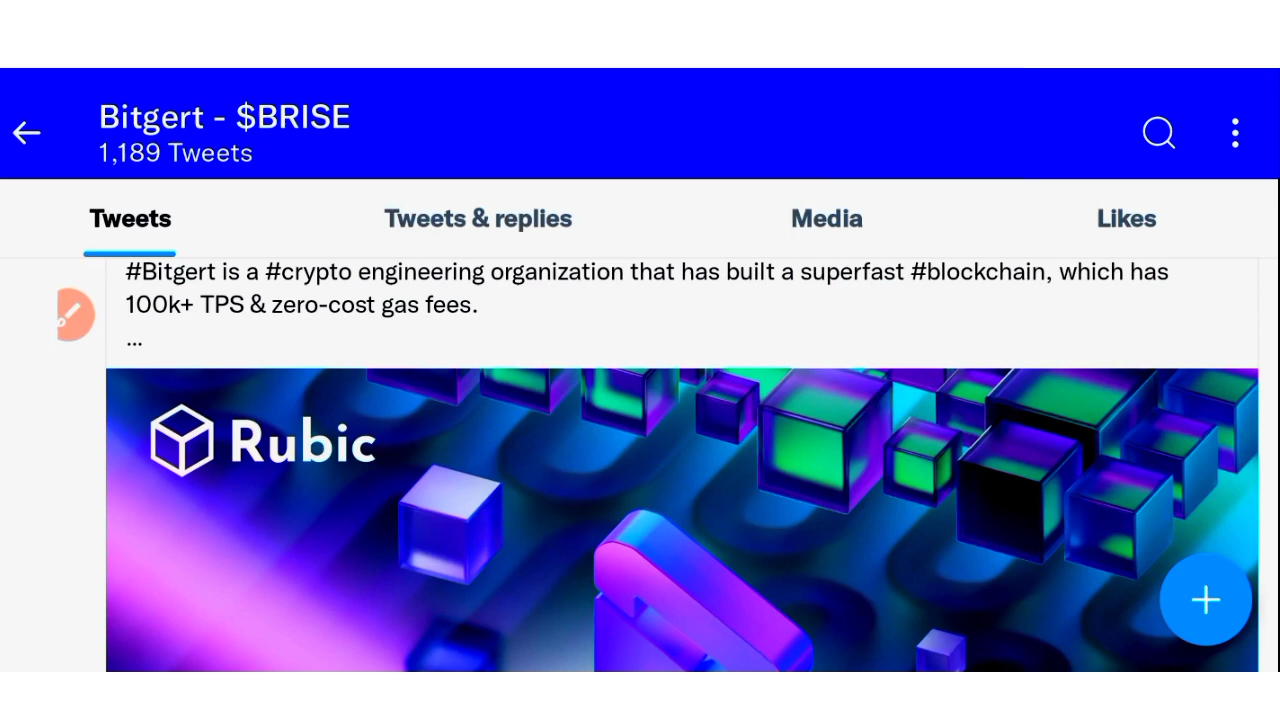 Bitgert - $BRISE
1,189 Tweets
Tweets
Tweets & replies
Media
Likes
#Bitgert is a #crypto engineering organization that has built a superfast #blockchain, which has
100k+ TPS & zero-cost gas fees.
...
Rubic